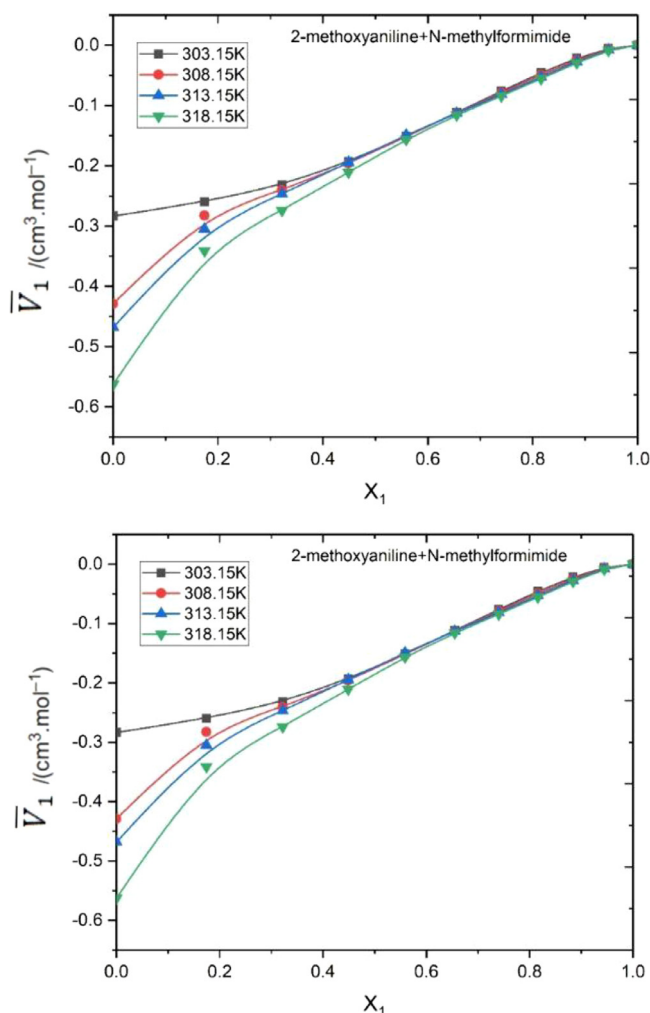 2-methoxyaniline+N-methylformimide
303.15K
308.15K
313.15K
318.15K
0.0
-0.1
-0.2
-0.3
-0.4
-0.5
-0.6
V̅₁ /(cm³.mol⁻¹)
0.0 0.2 0.4 0.6 0.8 1.0
X₁
2-methoxyaniline+N-methylformimide
303.15K
308.15K
313.15K
318.15K
0.0
-0.1
-0.2
-0.3
-0.4
-0.5
-0.6
V̅₁ /(cm³.mol⁻¹)
0.0 0.2 0.4 0.6 0.8 1.0
X₁